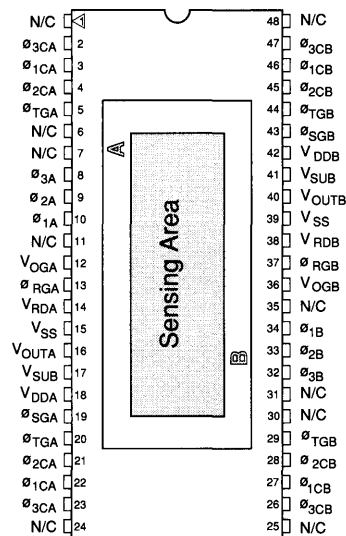 N/C 1 48 N/C
ø3CA 2 47 ø3CB
ø1CA 3 46 ø1CB
ø2CA 4 45 ø2CB
øTGA 5 44 øTGB
N/C 6 43 øSGB
N/C 7 42 VDDB
ø3A 8 41 VSUB
ø2A 9 40 VOUTB
ø1A 10 39 VSS
N/C 11 38 VRDB
VOGA 12 37 øRGB
øRGA 13 36 VOGB
VRDA 14 35 N/C
VSS 15 34 ø1B
VOUTA 16 33 ø2B
VSUB 17 32 ø3B
VDDA 18 31 N/C
øSGA 19 30 N/C
øTGA 20 29 øTGB
ø2CA 21 28 ø2CB
ø1CA 22 27 ø1CB
ø3CA 23 26 ø3CB
N/C 24 25 N/C
A
Sensing Area
B